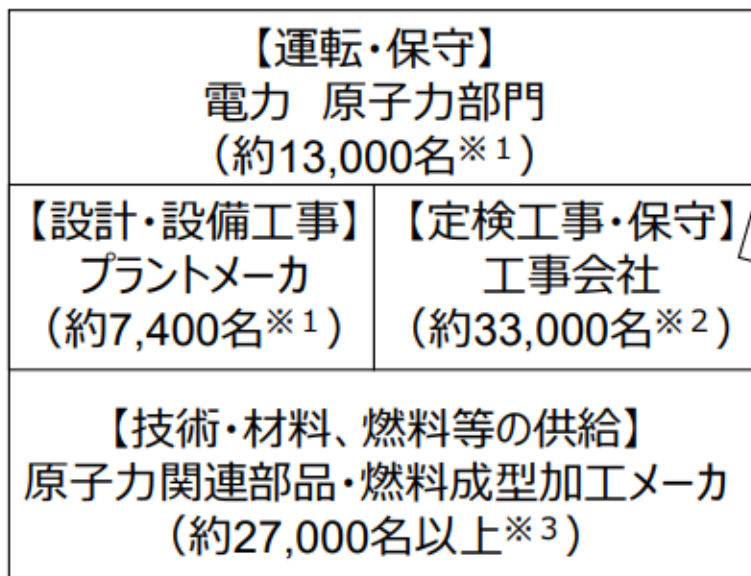 【運転・保守】
電力　原子力部門
（約13,000名※1）
【設計・設備工事】
プラントメーカ
（約7,400名※1）
【定検工事・保守】
工事会社
（約33,000名※2）
【技術・材料、燃料等の供給】
原子力関連部品・燃料成型加工メーカ
（約27,000名以上※3）